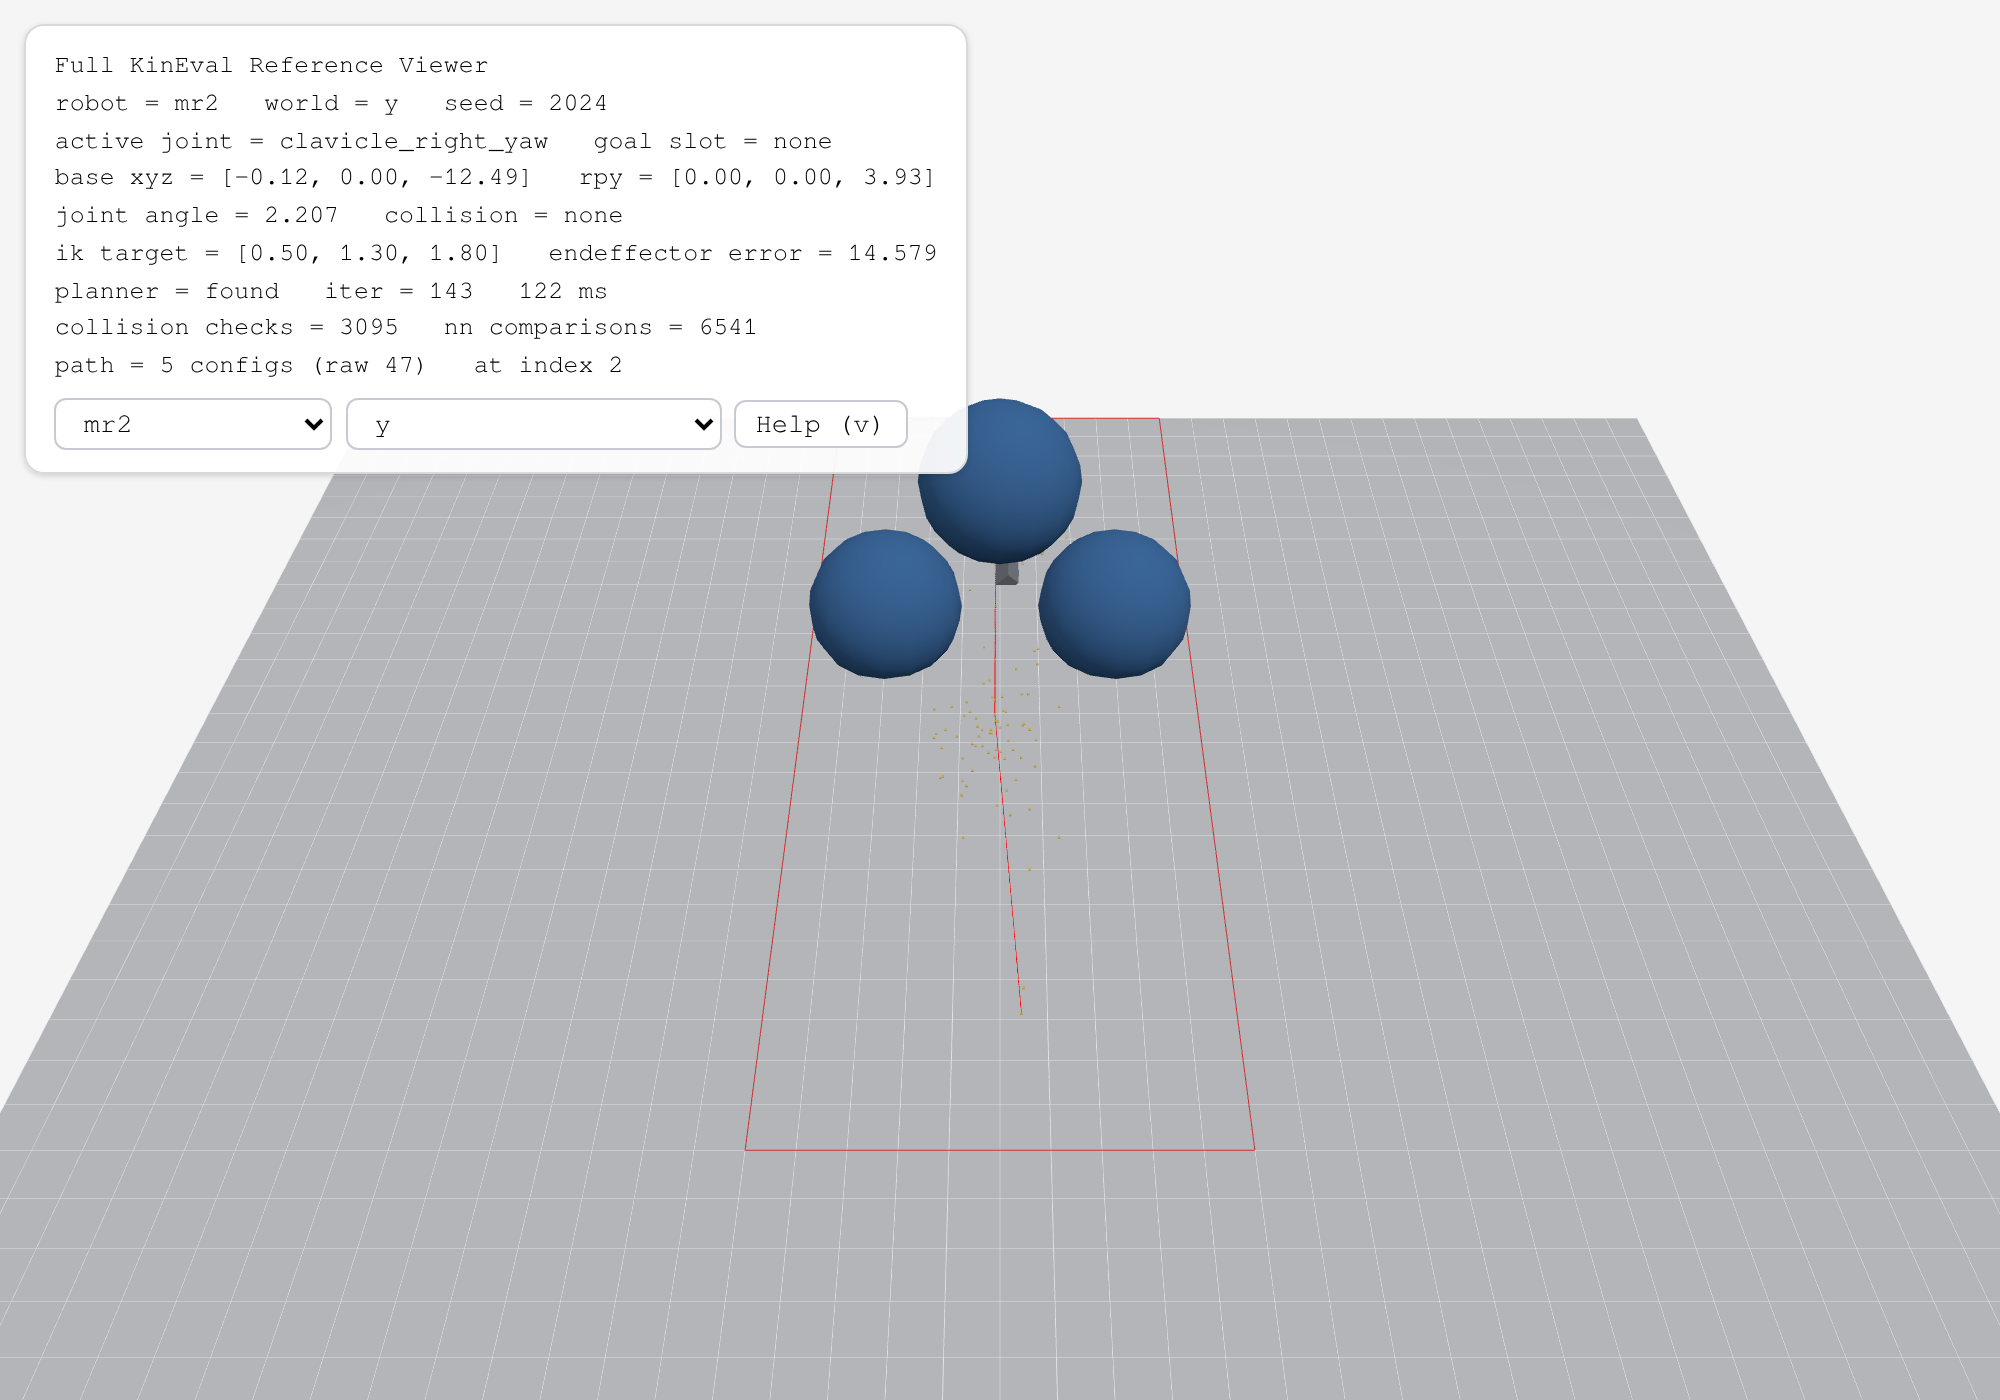 Full KinEval Reference Viewer
robot = mr2   world = y   seed = 2024
active joint = clavicle_right_yaw   goal slot = none
base xyz = [-0.12, 0.00, -12.49]   rpy = [0.00, 0.00, 3.93]
joint angle = 2.207   collision = none
ik target = [0.50, 1.30, 1.80]   endeffector error = 14.579
planner = found   iter = 143   122 ms
collision checks = 3095   nn comparisons = 6541
path = 5 configs (raw 47)   at index 2
mr2   y   Help (v)